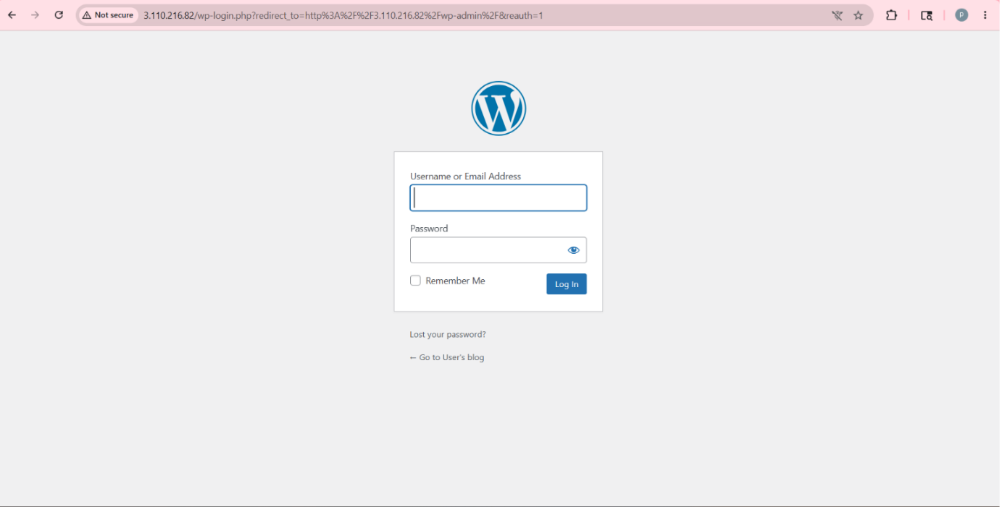 Not secure 3.110.216.82/wp-login.php?redirect_to=http%3A%2F%2F3.110.216.82%2Fwp-admin%2F&reauth=1
P
W
Username or Email Address
Password
Remember Me
Log In
Lost your password?
← Go to User's blog